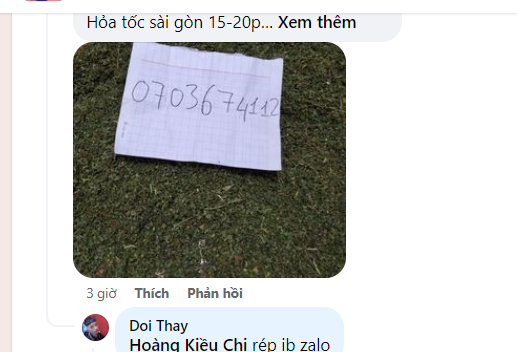 Hỏa tốc sài gòn 15-20p... Xem thêm
0703674112
3 giờ Thích Phản hồi
Doi Thay
Hoàng Kiều Chi rép ib zalo